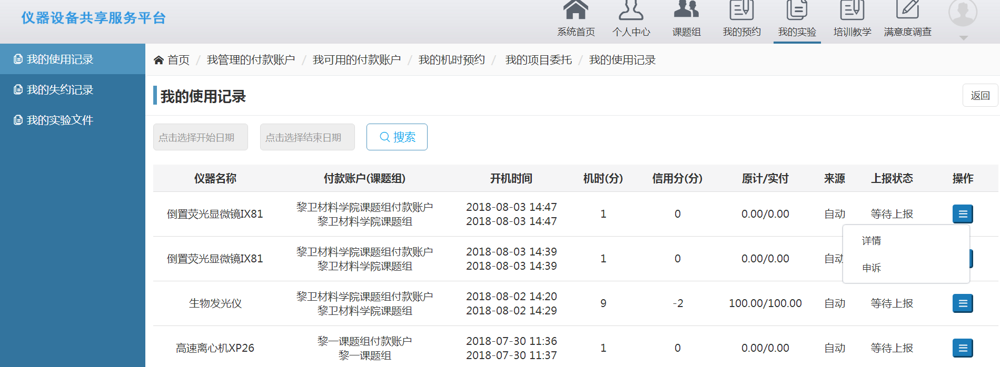 仪器设备共享服务平台
系统首页 个人中心 课题组 我的预约 我的实验 培训教学 满意度调查
我的使用记录
我的失约记录
我的实验文件
首页 / 我管理的付款账户 / 我可用的付款账户 / 我的机时预约 / 我的项目委托 / 我的使用记录
我的使用记录
返回
点击选择开始日期 点击选择结束日期 搜索
仪器名称 付款账户(课题组) 开机时间 机时(分) 信用分(分) 原计/实付 来源 上报状态 操作
倒置荧光显微镜IX81 黎卫材料学院课题组付款账户 2018-08-03 14:47 1 0 0.00/0.00 自动 等待上报
黎卫材料学院课题组 2018-08-03 14:47
详情
申诉
倒置荧光显微镜IX81 黎卫材料学院课题组付款账户 2018-08-03 14:39 1 0 0.00/0.00 自动
黎卫材料学院课题组 2018-08-03 14:39
生物发光仪 黎卫材料学院课题组付款账户 2018-08-02 14:20 9 -2 100.00/100.00 自动 等待上报
黎卫材料学院课题组 2018-08-02 14:29
高速离心机XP26 黎一课题组付款账户 2018-07-30 11:36 1 0 0.00/0.00 自动 等待上报
黎一课题组 2018-07-30 11:37